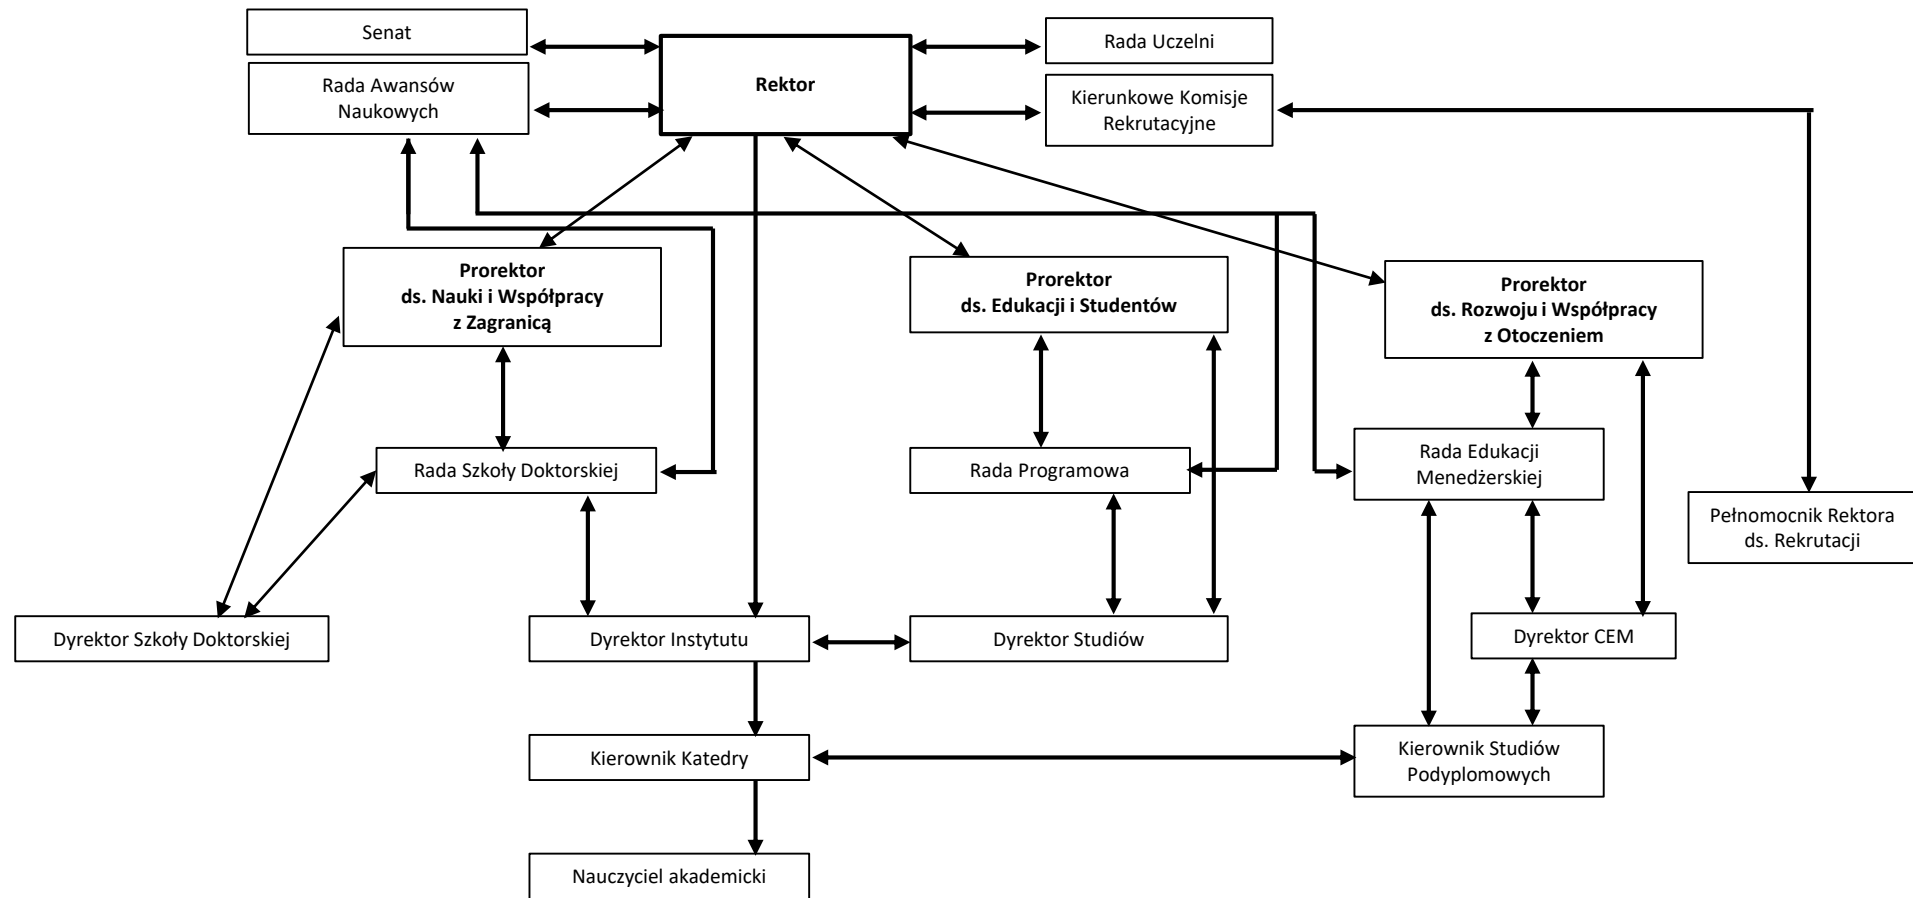 Senat
Rada Uczelni
Rada Awansów
Naukowych
Rektor
Kierunkowe Komisje
Rekrutacyjne
Prorektor
ds. Nauki i Współpracy
z Zagranicą
Prorektor
ds. Edukacji i Studentów
Prorektor
ds. Rozwoju i Współpracy
z Otoczeniem
Rada Szkoły Doktorskiej
Rada Programowa
Rada Edukacji
Menedżerskiej
Pełnomocnik Rektora
ds. Rekrutacji
Dyrektor Szkoły Doktorskiej
Dyrektor Instytutu
Dyrektor Studiów
Dyrektor CEM
Kierownik Katedry
Kierownik Studiów
Podyplomowych
Nauczyciel akademicki